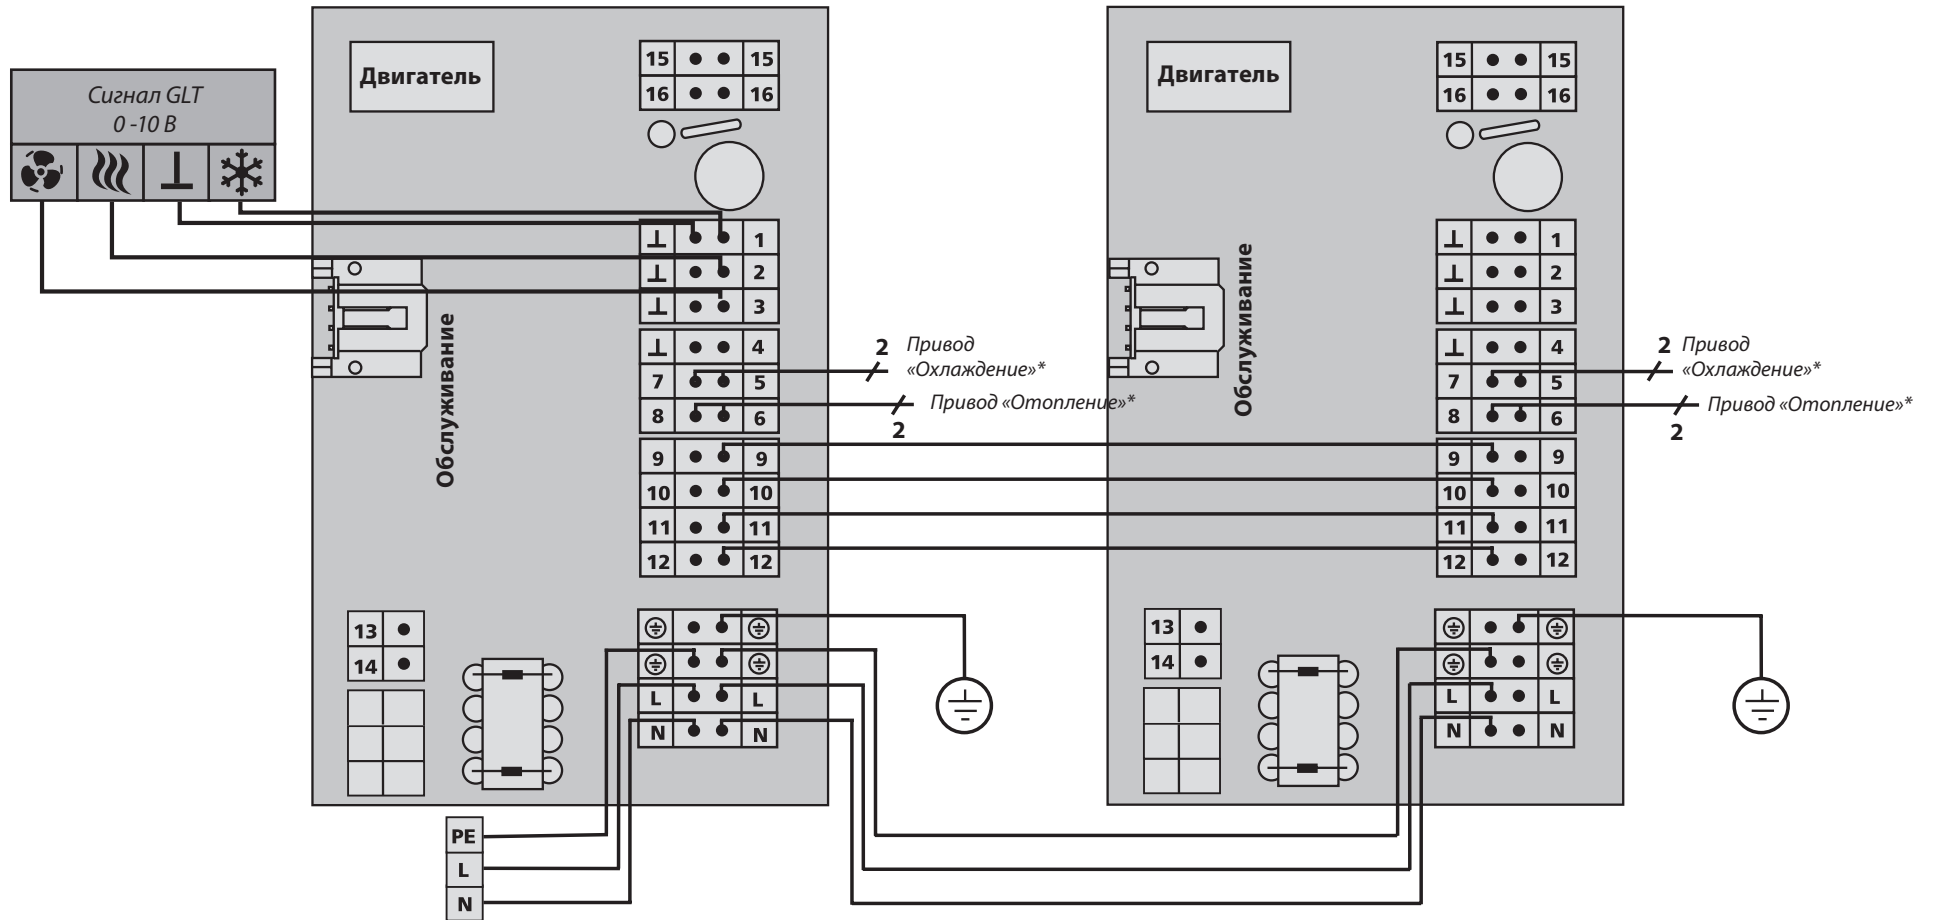 Сигнал GLT
0 -10 В
Двигатель
15 15
16 16
⊥ 1
⊥ 2
⊥ 3
⊥ 4
7 5
8 6
9 9
10 10
11 11
12 12
13
14
L L
N N
Обслуживание
2 Привод
«Охлаждение»*
Привод «Отопление»*
2
PE
L
N
Двигатель
15 15
16 16
⊥ 1
⊥ 2
⊥ 3
⊥ 4
7 5
8 6
9 9
10 10
11 11
12 12
13
14
L L
N N
Обслуживание
2 Привод
«Охлаждение»*
Привод «Отопление»*
2